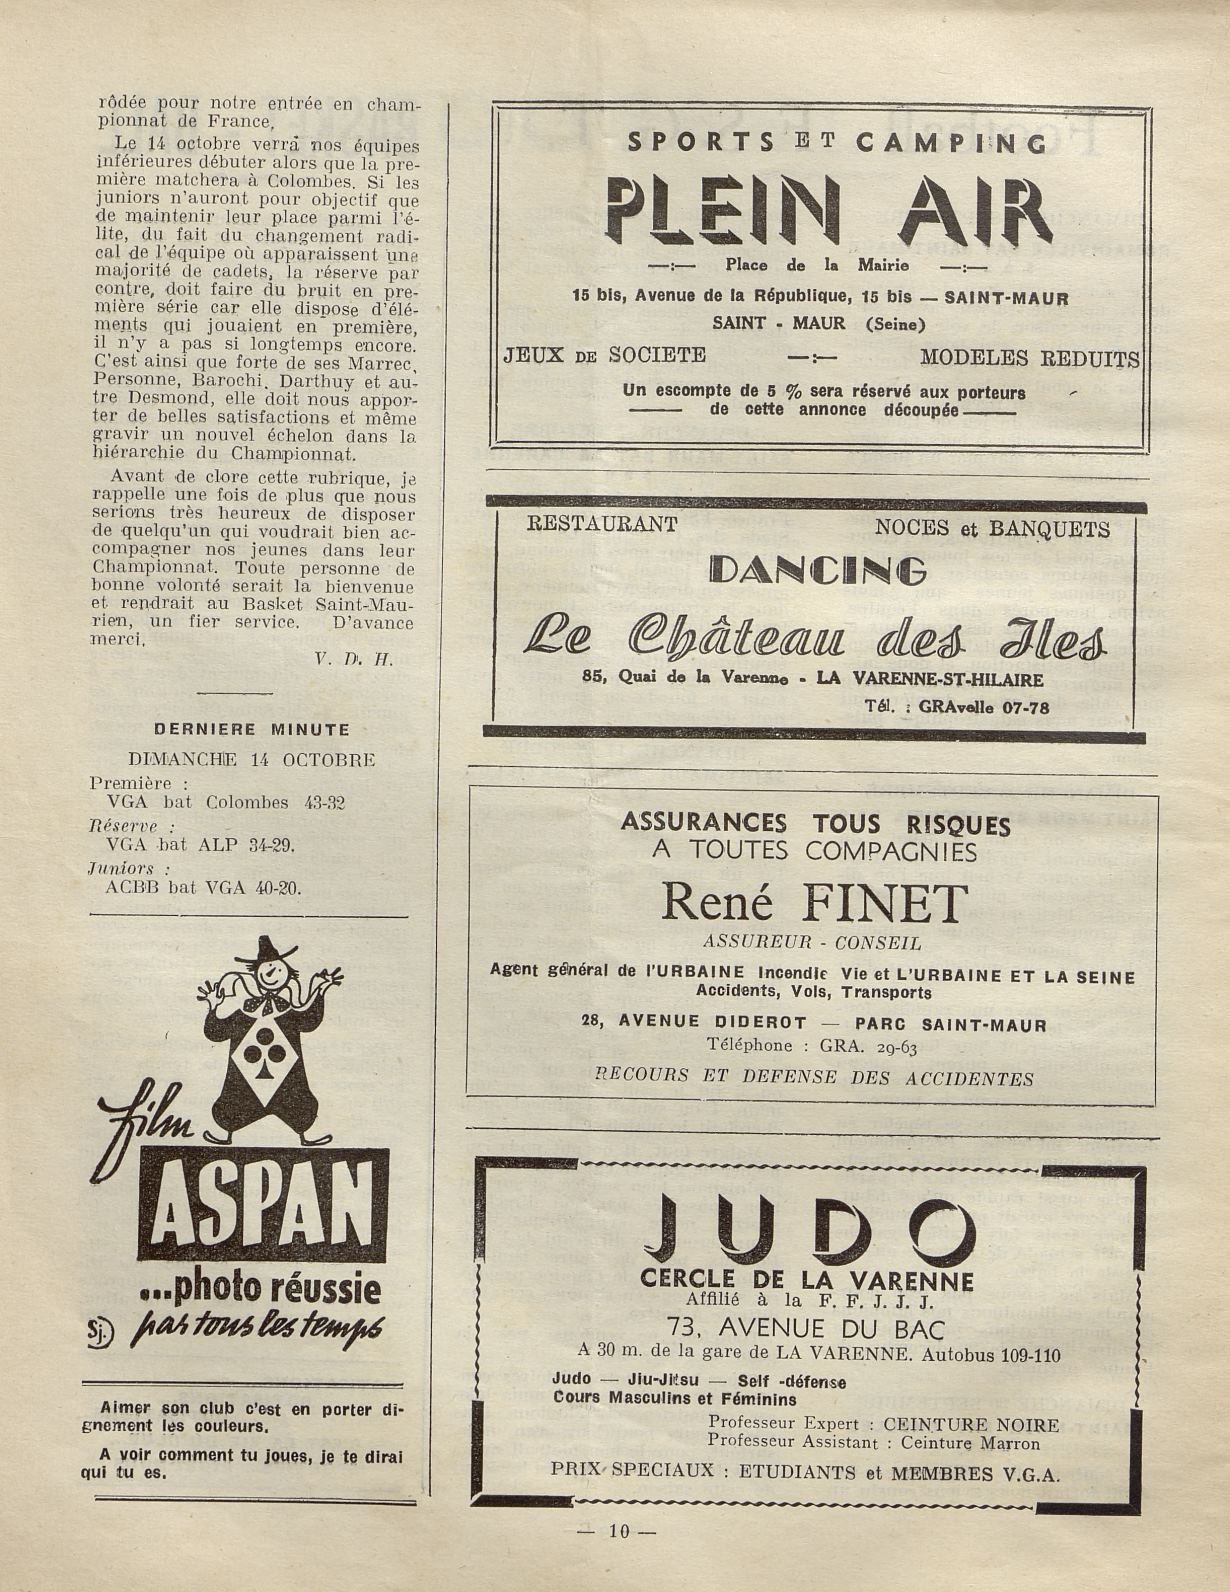 rôdée pour notre entrée en cham-
pionnat de France,
Le 14 octobre verra nos équipes
inférieures débuter alors que la pre-
mière matchera à Colombes. Si les
juniors n'auront pour objectif que
de maintenir leur place parmi l'é-
lite, du fait du changement radi-
cal de l'équipe où apparaissent une
majorité de cadets, la réserve par
contre, doit faire du bruit en pre-
mière série car elle dispose d'élé-
ments qui jouaient en première,
il n'y a pas si longtemps encore.
C'est ainsi que forte de ses Marrec,
Personne, Barochi, Darthuy et au-
tre Desmond, elle doit nous appor-
ter de belles satisfactions et même
gravir un nouvel échelon dans la
hiérarchie du Championnat.
Avant de clore cette rubrique, je
rappelle une fois de plus que nous
serions très heureux de disposer
de quelqu'un qui voudrait bien ac-
compagner nos jeunes dans leur
Championnat. Toute personne de
bonne volonté serait la bienvenue
et rendrait au Basket Saint-Mau-
rien, un fier service. D'avance
merci.
V. D. H.
DERNIERE MINUTE
DIMANCHE 14 OCTOBRE
Première :
VGA bat Colombes 43-32
Réserve :
VGA bat ALP 34-29.
Juniors :
ACBB bat VGA 40-20.
film
ASPAN
...photo réussie
par tous les temps
Sj.
Aimer son club c'est en porter di-
gnement les couleurs.
A voir comment tu joues, je te dirai
qui tu es.
SPORTS ET CAMPING
PLEIN AIR
—:— Place de la Mairie —:—
15 bis, Avenue de la République, 15 bis — SAINT-MAUR
SAINT - MAUR (Seine)
JEUX DE SOCIETE —:— MODELES REDUITS
Un escompte de 5 % sera réservé aux porteurs
de cette annonce découpée
RESTAURANT NOCES et BANQUETS
DANCING
Le Château des Iles
85, Quai de la Varenne - LA VARENNE-ST-HILAIRE
Tél. : GRAvelle 07-78
ASSURANCES TOUS RISQUES
A TOUTES COMPAGNIES
René FINET
ASSUREUR - CONSEIL
Agent général de l'URBAINE Incendie Vie et L'URBAINE ET LA SEINE
Accidents, Vols, Transports
28, AVENUE DIDEROT — PARC SAINT-MAUR
Téléphone : GRA. 29-63
RECOURS ET DEFENSE DES ACCIDENTES
JUDO
CERCLE DE LA VARENNE
Affilié à la F. F. J. J. J.
73, AVENUE DU BAC
A 30 m. de la gare de LA VARENNE. Autobus 109-110
Judo — Jiu-Jitsu — Self -défense
Cours Masculins et Féminins
Professeur Expert : CEINTURE NOIRE
Professeur Assistant : Ceinture Marron
PRIX SPECIAUX : ETUDIANTS et MEMBRES V.G.A.
— 10 —